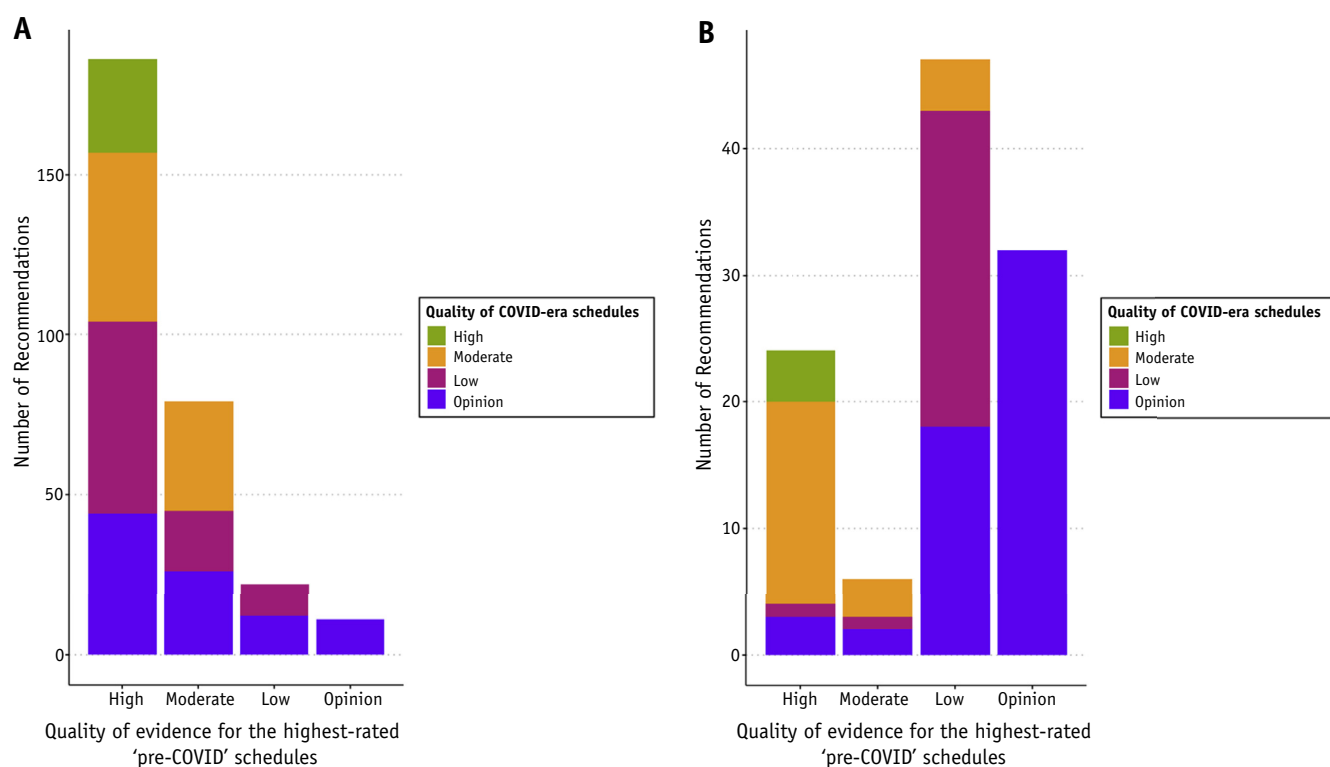 A
150
100
50
0
Number of Recommendations
High Moderate Low Opinion
Quality of evidence for the highest-rated
‘pre-COVID’ schedules
Quality of COVID-era schedules
High
Moderate
Low
Opinion
B
40
30
20
10
0
Number of Recommendations
High Moderate Low Opinion
Quality of evidence for the highest-rated
‘pre-COVID’ schedules
Quality of COVID-era schedules
High
Moderate
Low
Opinion